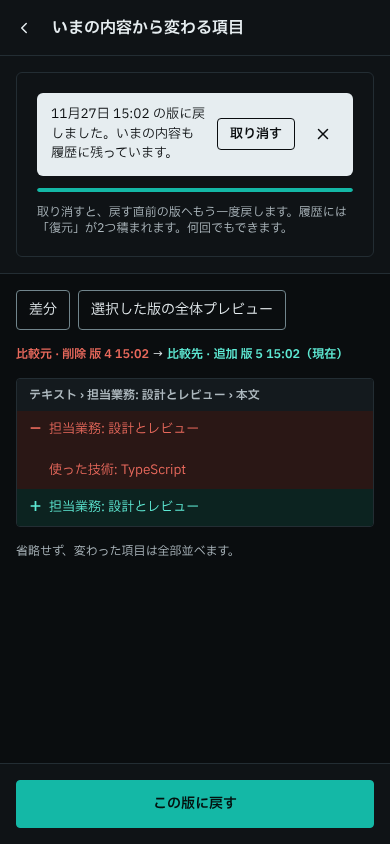 いまの内容から変わる項目
11月27日 15:02 の版に戻
しました。いまの内容も
履歴に残っています。
取り消す
取り消すと、戻す直前の版へもう一度戻します。履歴には
「復元」が2つ積まれます。何回でもできます。
差分
選択した版の全体プレビュー
比較元 · 削除 版 4 15:02 → 比較先 · 追加 版 5 15:02（現在）
テキスト › 担当業務: 設計とレビュー › 本文
− 担当業務: 設計とレビュー
使った技術: TypeScript
+ 担当業務: 設計とレビュー
省略せず、変わった項目は全部並べます。
この版に戻す